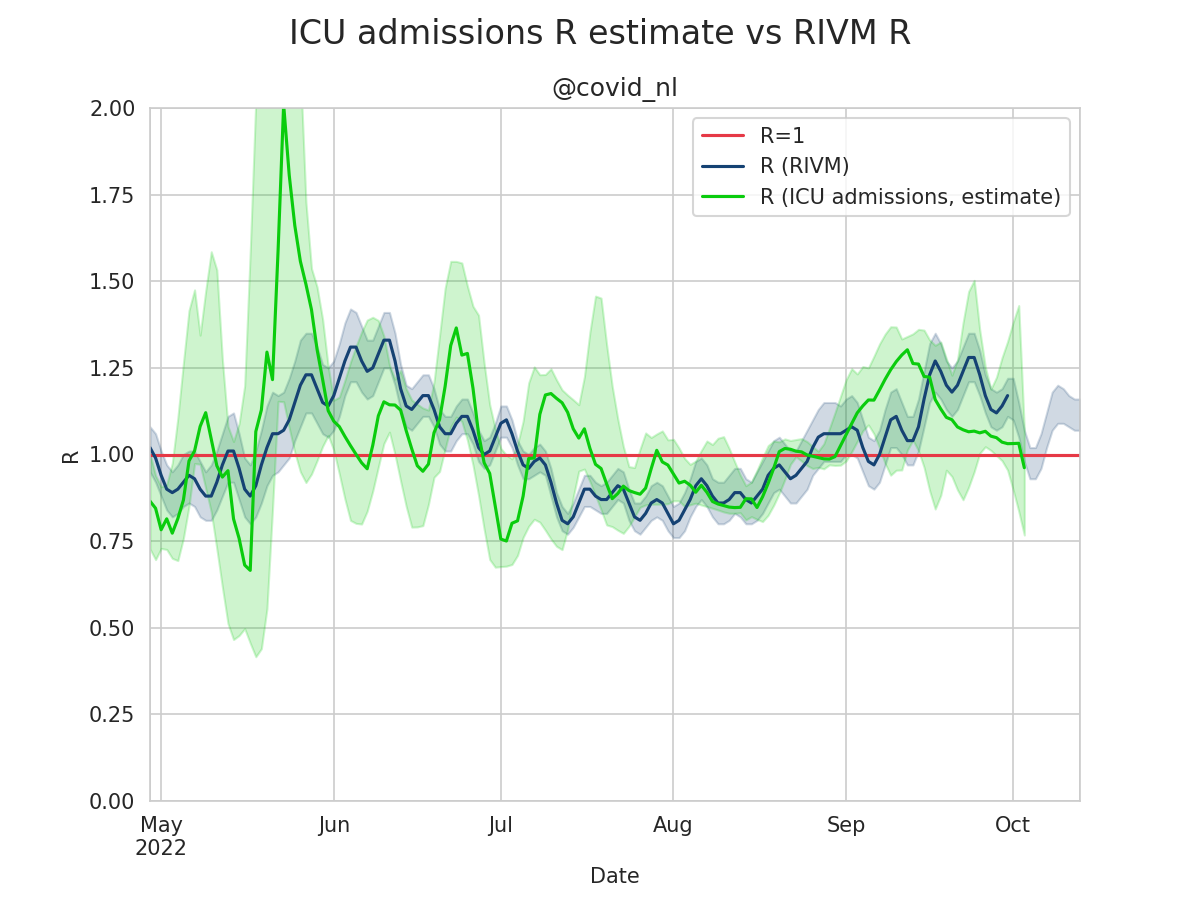 ICU admissions R estimate vs RIVM R
@covid_nl
R=1
R (RIVM)
R (ICU admissions, estimate)
2.00
1.75
1.50
1.25
1.00
0.75
0.50
0.25
0.00
R
May
2022
Jun
Jul
Aug
Sep
Oct
Date